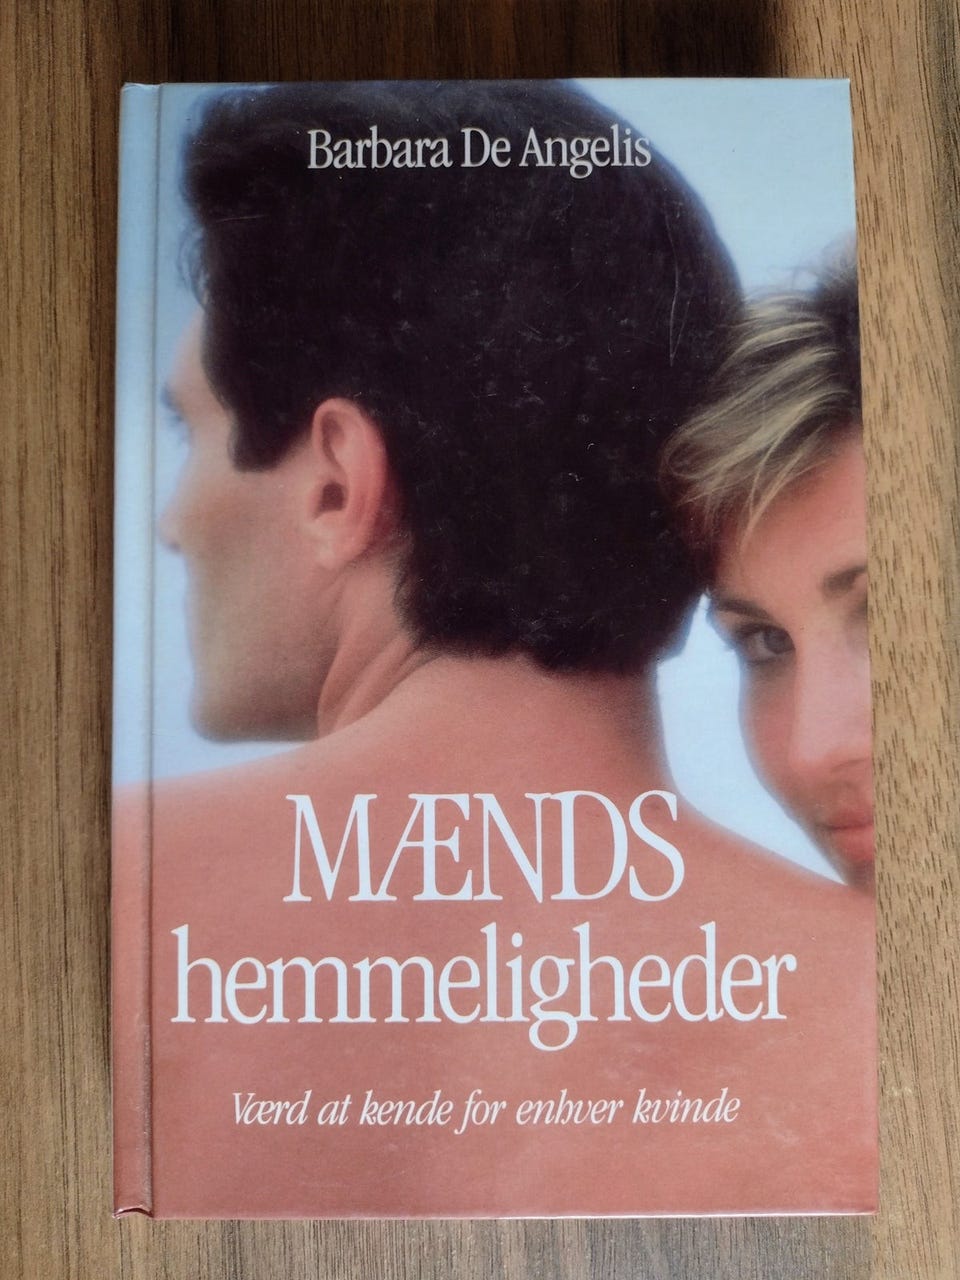 Barbara De Angelis
MÆNDS
hemmeligheder
Værd at kende for enhver kvinde